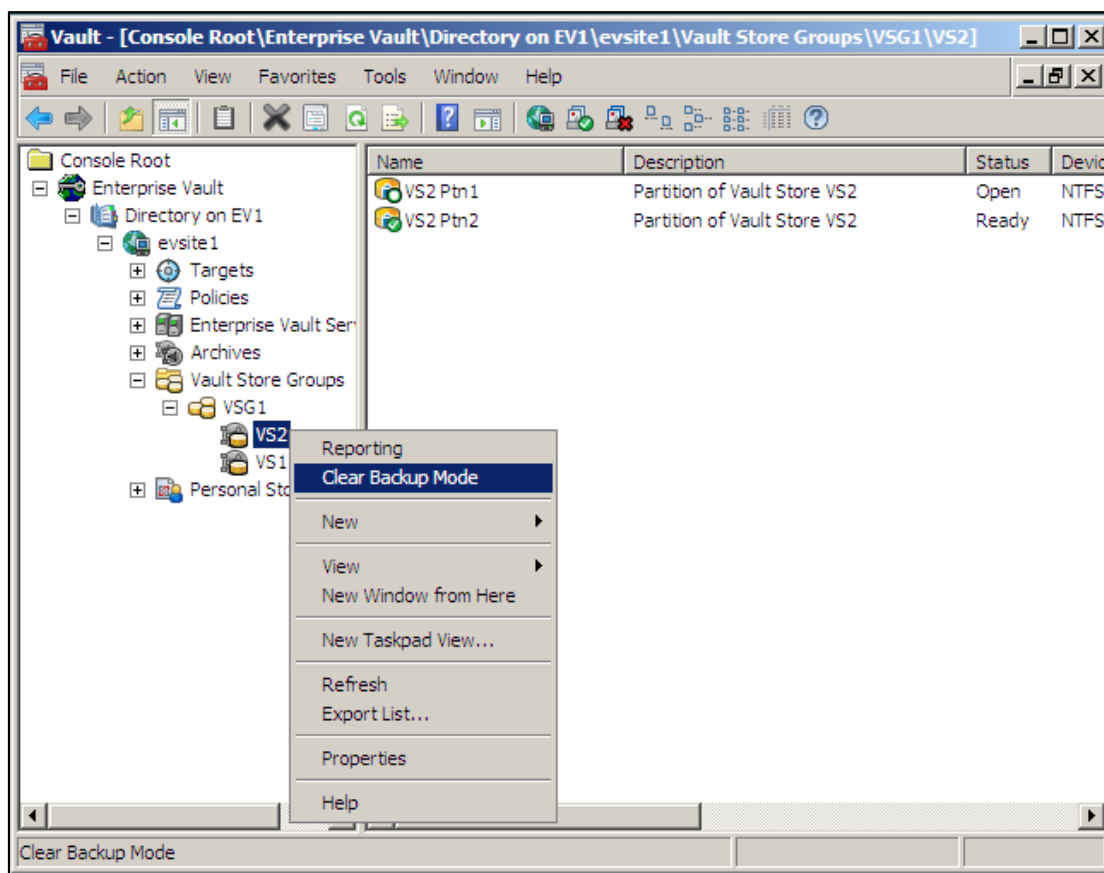 Vault - [Console Root\Enterprise Vault\Directory on EV1\evsite1\Vault Store Groups\VSG1\VS2]
File Action View Favorites Tools Window Help
Console Root
Enterprise Vault
Directory on EV1
evsite1
Targets
Policies
Enterprise Vault Ser
Archives
Vault Store Groups
VSG1
VS2
VS1
Personal Sto
Name Description Status Devic
VS2 Ptn1 Partition of Vault Store VS2 Open NTFS
VS2 Ptn2 Partition of Vault Store VS2 Ready NTFS
Reporting
Clear Backup Mode
New
View
New Window from Here
New Taskpad View...
Refresh
Export List...
Properties
Help
Clear Backup Mode